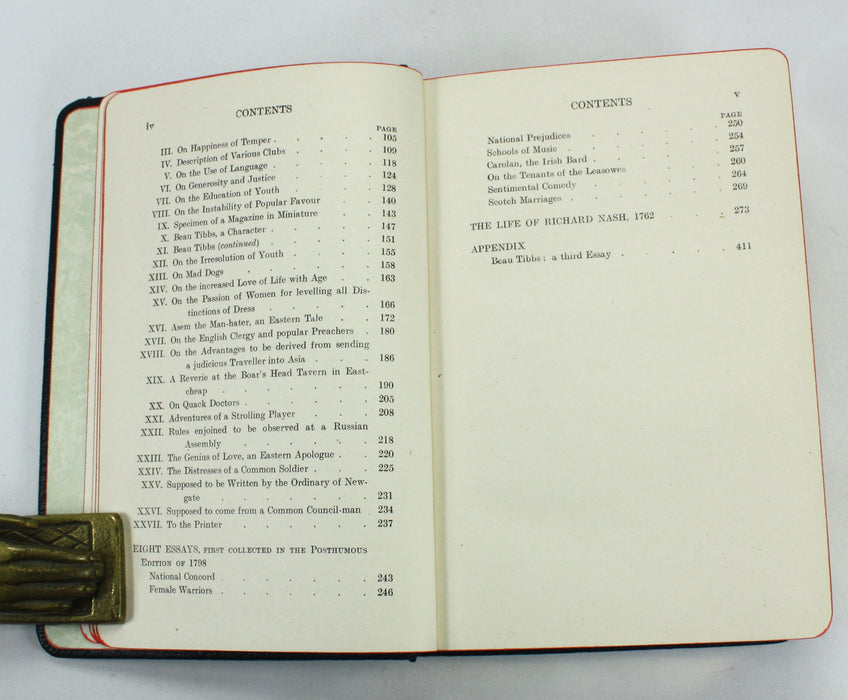 iv
CONTENTS
PAGE
III. On Happiness of Temper . . . . . 105
IV. Description of Various Clubs . . . . 109
V. On the Use of Language . . . . . 118
VI. On Generosity and Justice . . . . 124
VII. On the Education of Youth . . . . 128
VIII. On the Instability of Popular Favour . . 140
IX. Specimen of a Magazine in Miniature . . 143
X. Beau Tibbs, a Character . . . . . 147
XI. Beau Tibbs (continued) . . . . . 151
XII. On the Irresolution of Youth . . . . 155
XIII. On Mad Dogs . . . . . 158
XIV. On the increased Love of Life with Age . . 163
XV. On the Passion of Women for levelling all Dis-
tinctions of Dress . . . . . 166
XVI. Asem the Man-hater, an Eastern Tale . . 172
XVII. On the English Clergy and popular Preachers . 180
XVIII. On the Advantages to be derived from sending
a judicious Traveller into Asia . . . 186
XIX. A Reverie at the Boar's Head Tavern in East-
cheap . . . . . . 190
XX. On Quack Doctors . . . . . 205
XXI. Adventures of a Strolling Player . . . 208
XXII. Rules enjoined to be observed at a Russian
Assembly . . . . . 218
XXIII. The Genius of Love, an Eastern Apologue . . 220
XXIV. The Distresses of a Common Soldier . . . 225
XXV. Supposed to be Written by the Ordinary of New-
gate . . . . . . . 231
XXVI. Supposed to come from a Common Council-man . 234
XXVII. To the Printer . . . . . . 237
EIGHT ESSAYS, FIRST COLLECTED IN THE POSTHUMOUS
EDITION OF 1798
National Concord . . . . . . 243
Female Warriors . . . . . . 246
CONTENTS
v
PAGE
National Prejudices . . . . . 250
Schools of Music . . . . . . 254
Carolan, the Irish Bard . . . . . 257
On the Tenants of the Leasowes . . . . 260
Sentimental Comedy . . . . . 264
Scotch Marriages . . . . . . 269
THE LIFE OF RICHARD NASH, 1762 . . . 273
APPENDIX
Beau Tibbs: a third Essay . . . . . 411